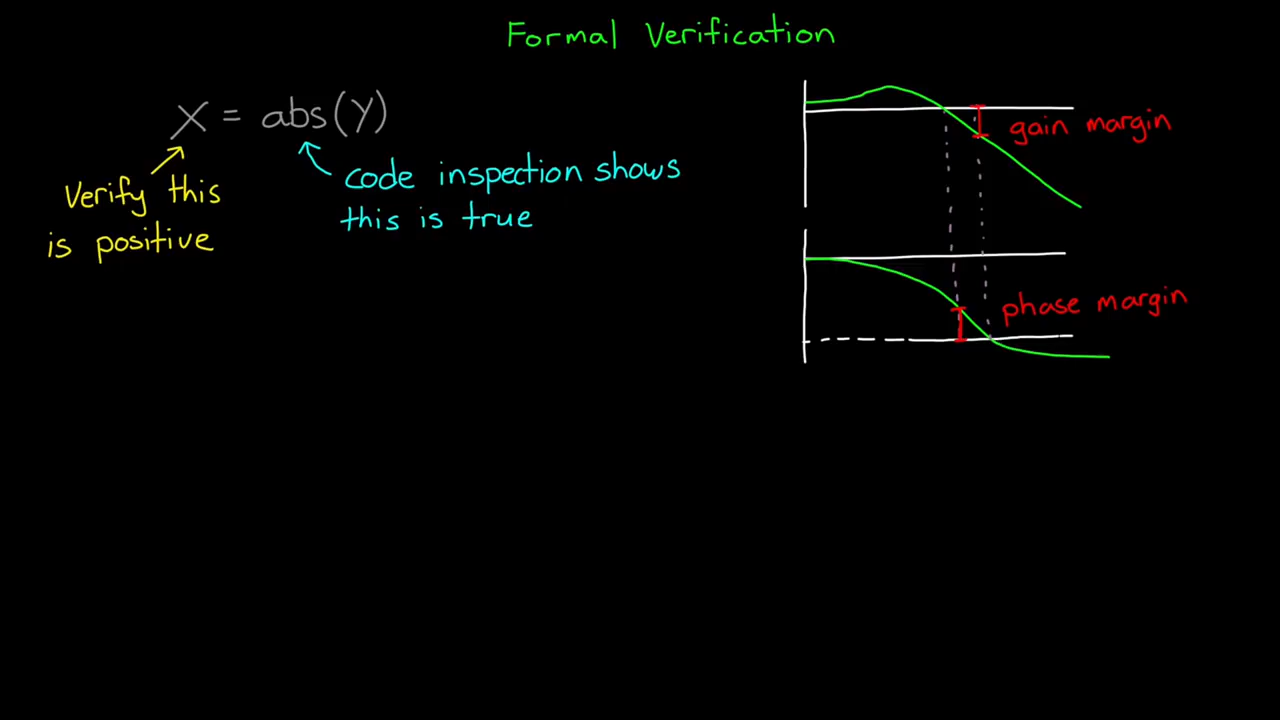 Formal Verification
X = abs(Y)
Verify this
is positive
code inspection shows
this is true
gain margin
phase margin